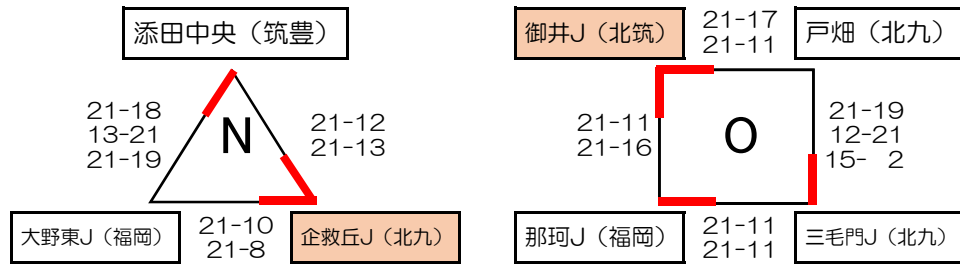 添田中央（筑豊）
21-18
13-21
21-19
N
21-12
21-13
大野東J（福岡）
21-10
21-8
企救丘J（北九）
御井J（北筑）
21-17
21-11
戸畑（北九）
21-11
21-16
O
21-19
12-21
15- 2
那珂J（福岡）
21-11
21-11
三毛門J（北九）